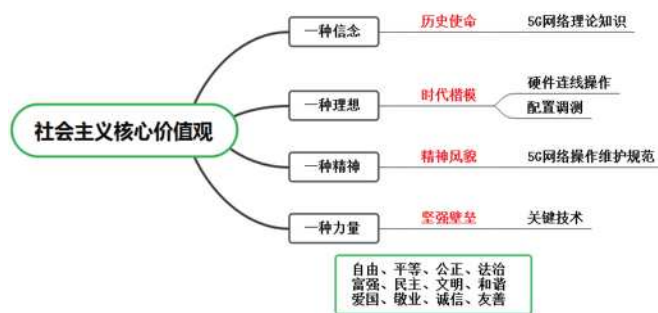 社会主义核心价值观
一种信念
历史使命
5G网络理论知识
一种理想
时代楷模
硬件连线操作
配置调测
一种精神
精神风貌
5G网络操作维护规范
一种力量
坚强壁垒
关键技术
自由、平等、公正、法治
富强、民主、文明、和谐
爱国、敬业、诚信、友善